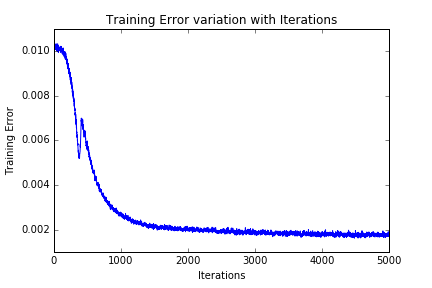 Training Error variation with Iterations
0.010
0.008
0.006
0.004
0.002
Training Error
0 1000 2000 3000 4000 5000
Iterations